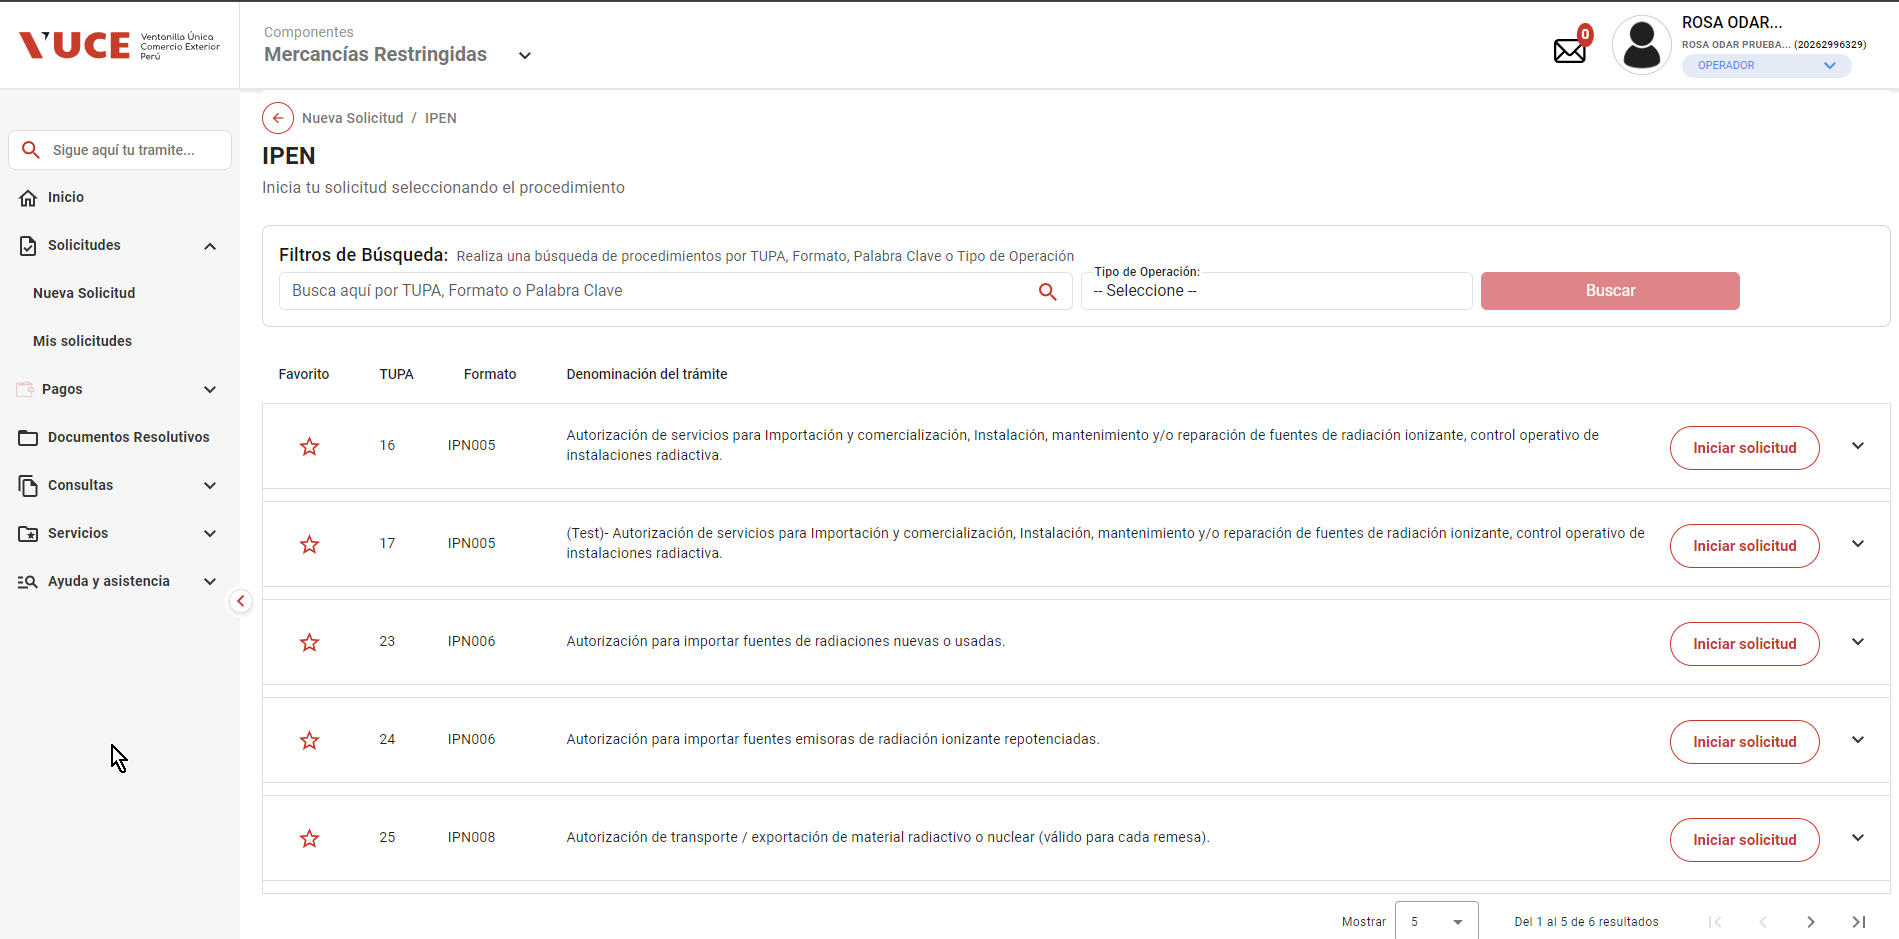 VUCE
Ventanilla Única
Comercio Exterior
Perú
Componentes
Mercancías Restringidas
0
ROSA ODAR...
ROSA ODAR PRUEBA... (20262996329)
OPERADOR
Sigue aquí tu tramite...
Inicio
Solicitudes
Nueva Solicitud
Mis solicitudes
Pagos
Documentos Resolutivos
Consultas
Servicios
Ayuda y asistencia
Nueva Solicitud / IPEN
IPEN
Inicia tu solicitud seleccionando el procedimiento
Filtros de Búsqueda: Realiza una búsqueda de procedimientos por TUPA, Formato, Palabra Clave o Tipo de Operación
Busca aquí por TUPA, Formato o Palabra Clave
Tipo de Operación:
-- Seleccione --
Buscar
Favorito TUPA Formato Denominación del trámite
16 IPN005 Autorización de servicios para Importación y comercialización, Instalación, mantenimiento y/o reparación de fuentes de radiación ionizante, control operativo de
instalaciones radiactiva.
Iniciar solicitud
17 IPN005 (Test)- Autorización de servicios para Importación y comercialización, Instalación, mantenimiento y/o reparación de fuentes de radiación ionizante, control operativo de
instalaciones radiactiva.
Iniciar solicitud
23 IPN006 Autorización para importar fuentes de radiaciones nuevas o usadas.
Iniciar solicitud
24 IPN006 Autorización para importar fuentes emisoras de radiación ionizante repotenciadas.
Iniciar solicitud
25 IPN008 Autorización de transporte / exportación de material radiactivo o nuclear (válido para cada remesa).
Iniciar solicitud
Mostrar 5 Del 1 al 5 de 6 resultados